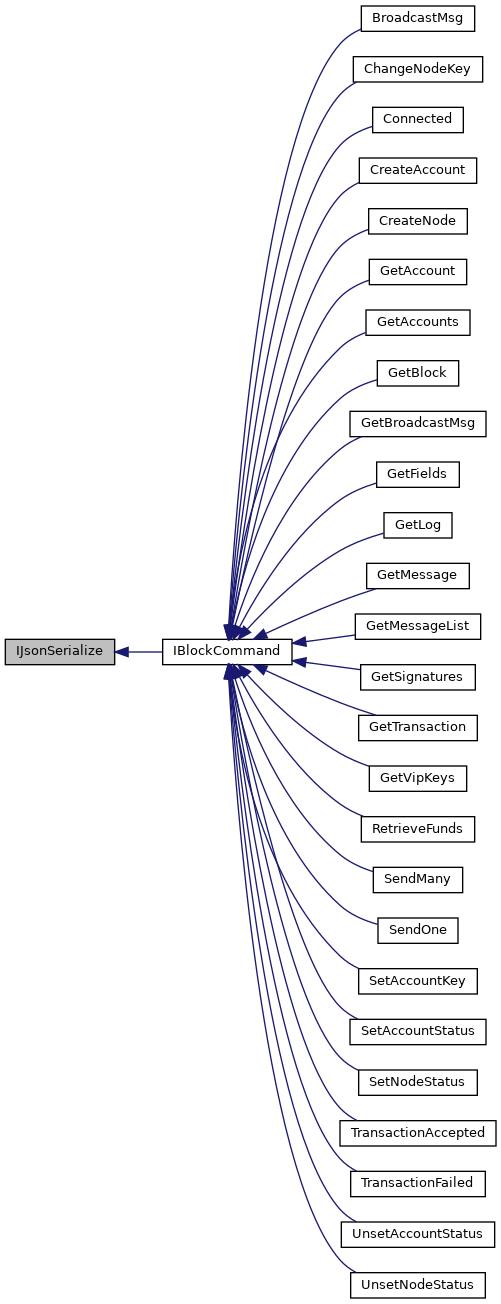 BroadcastMsg
ChangeNodeKey
Connected
CreateAccount
CreateNode
GetAccount
GetAccounts
GetBlock
GetBroadcastMsg
GetFields
GetLog
GetMessage
GetMessageList
IJsonSerialize
IBlockCommand
GetSignatures
GetTransaction
GetVipKeys
RetrieveFunds
SendMany
SendOne
SetAccountKey
SetAccountStatus
SetNodeStatus
TransactionAccepted
TransactionFailed
UnsetAccountStatus
UnsetNodeStatus